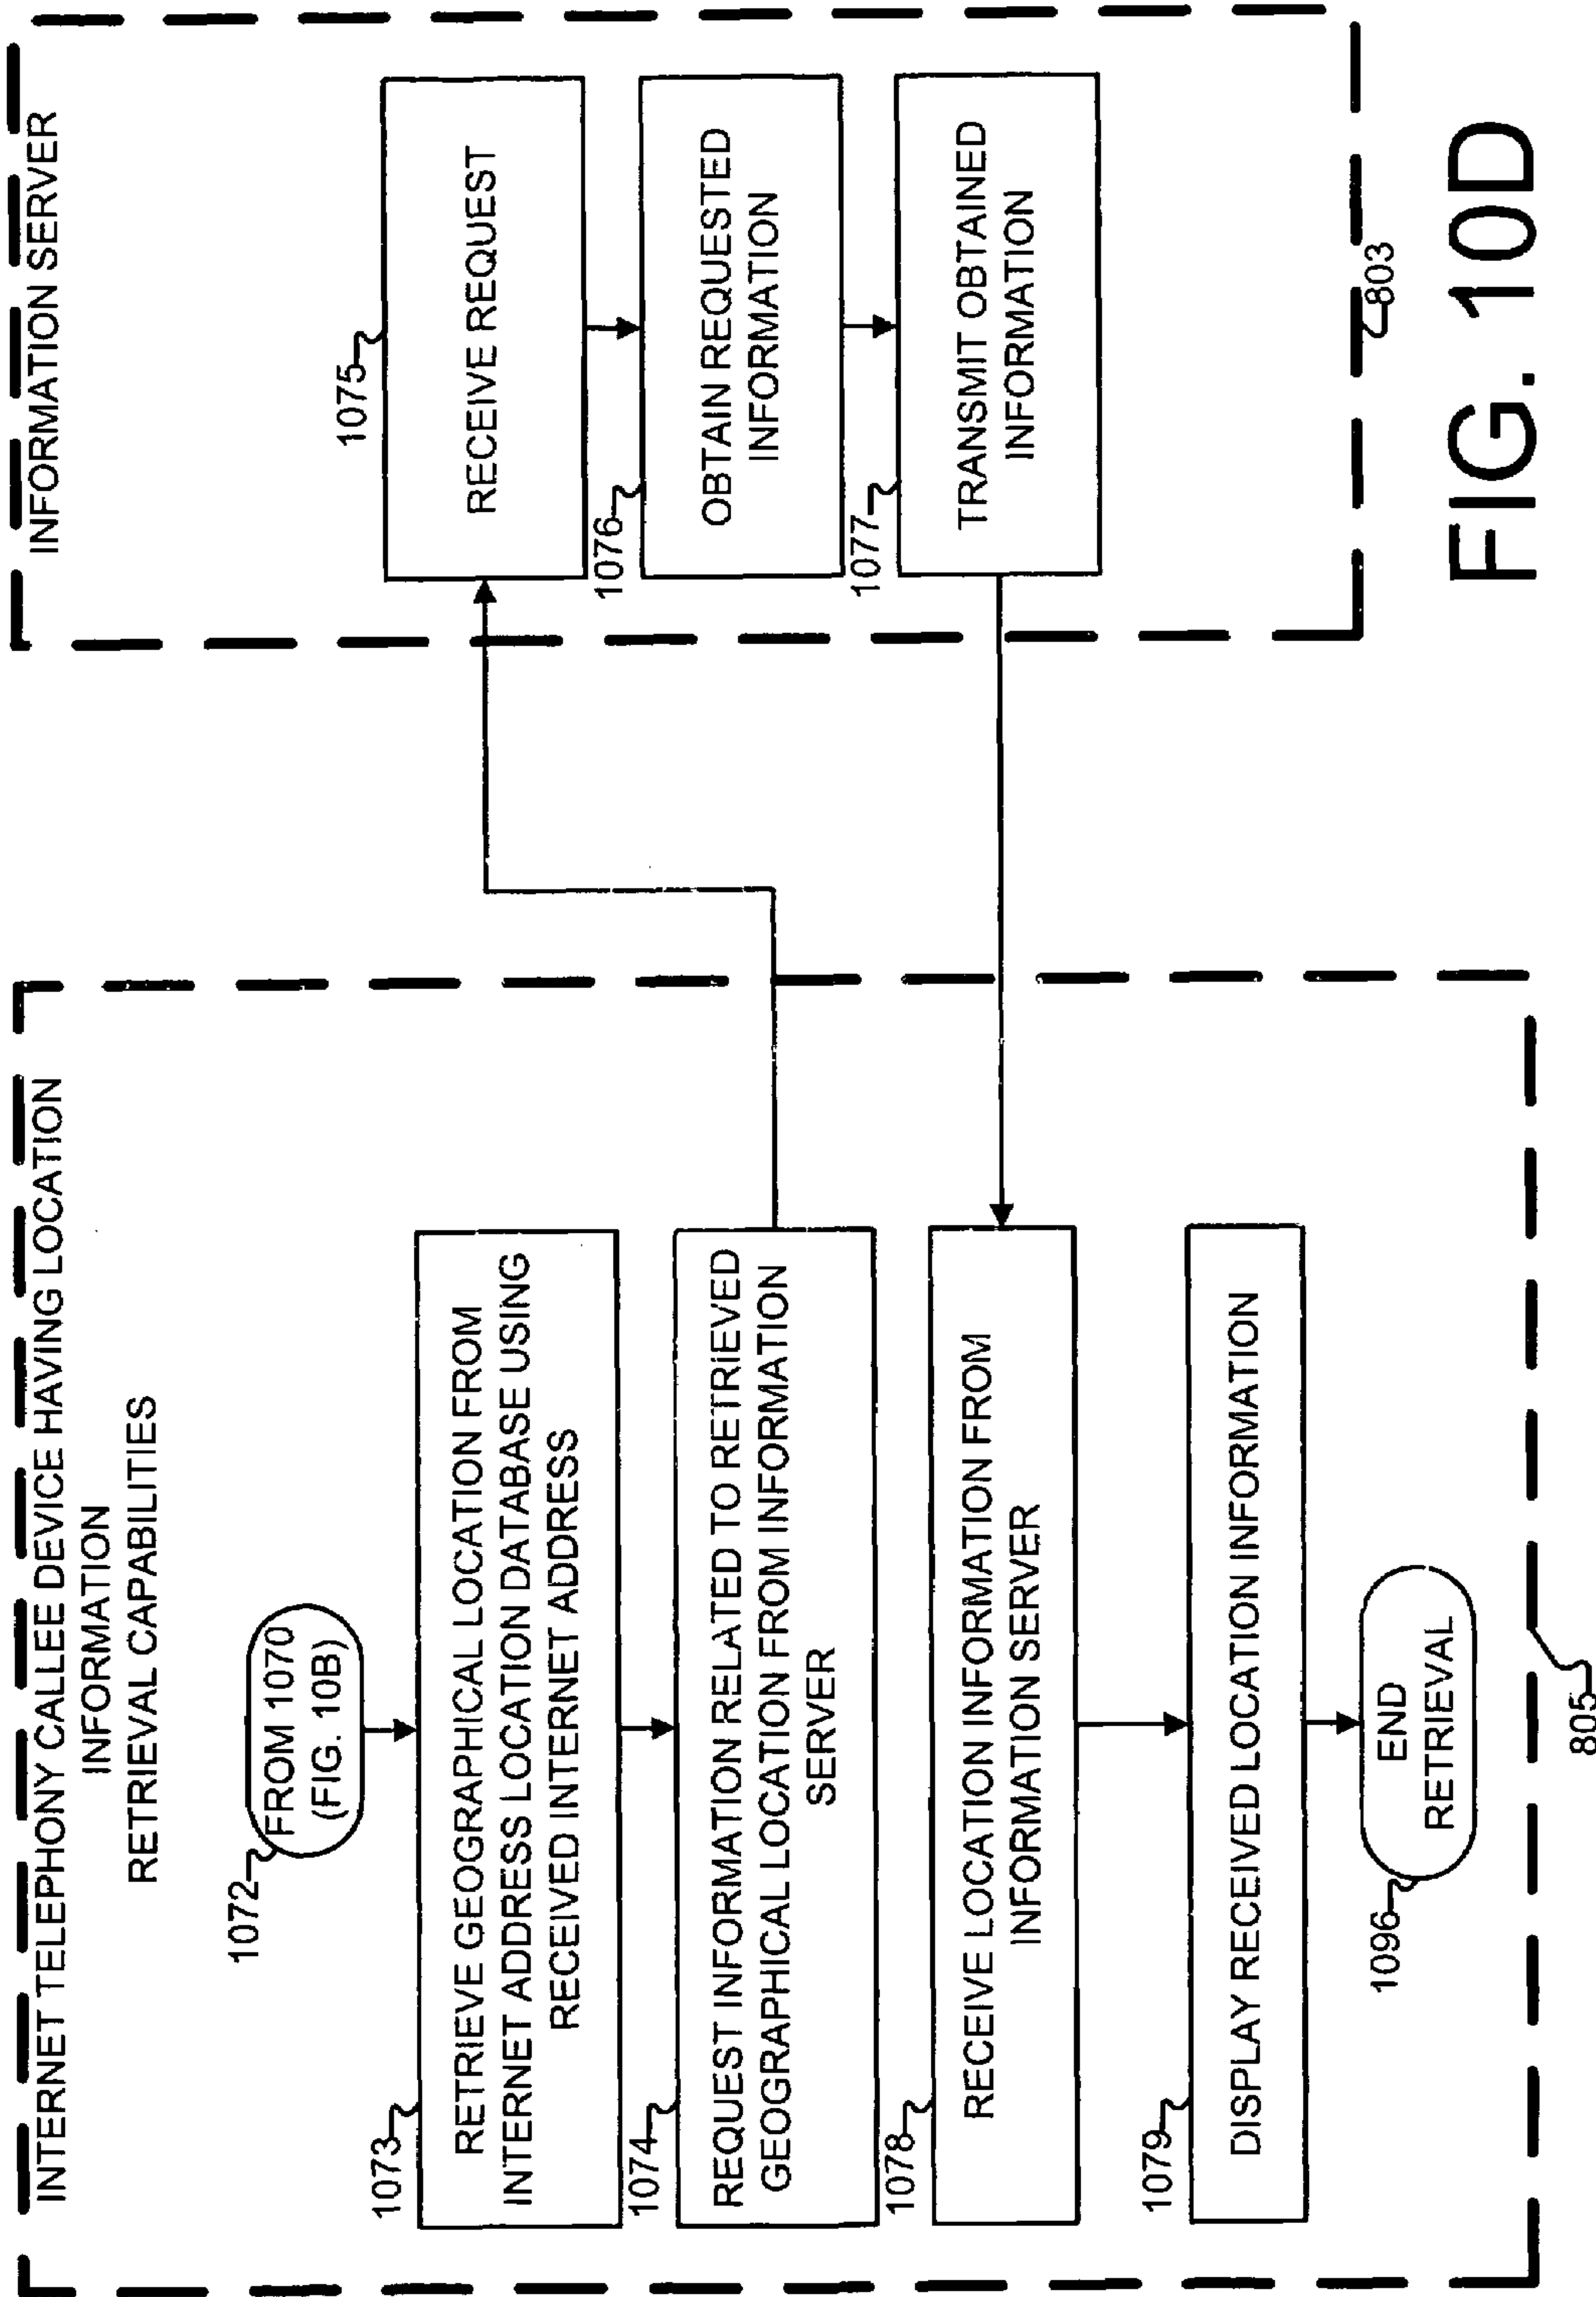 INTERNET TELEPHONY CALLEE DEVICE HAVING LOCATION
INFORMATION
RETRIEVAL CAPABILITIES
1072
FROM 1070
(FIG. 10B)
1073
RETRIEVE GEOGRAPHICAL LOCATION FROM
INTERNET ADDRESS LOCATION DATABASE USING
RECEIVED INTERNET ADDRESS
1074
REQUEST INFORMATION RELATED TO RETRIEVED
GEOGRAPHICAL LOCATION FROM INFORMATION
SERVER
1078
RECEIVE LOCATION INFORMATION FROM
INFORMATION SERVER
1079
DISPLAY RECEIVED LOCATION INFORMATION
1096
END
RETRIEVAL
805
INFORMATION SERVER
1075
RECEIVE REQUEST
1076
OBTAIN REQUESTED
INFORMATION
1077
TRANSMIT OBTAINED
INFORMATION
803
FIG. 10D